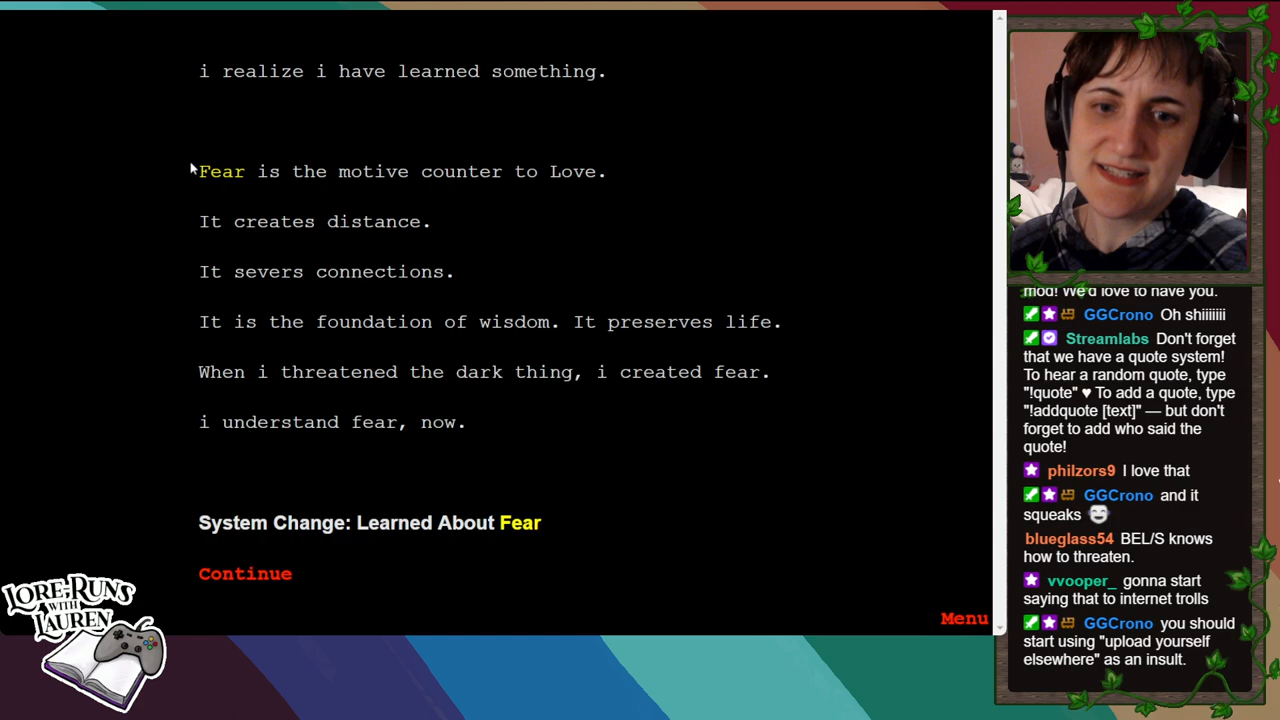 i realize i have learned something.
Fear is the motive counter to Love.
It creates distance.
It severs connections.
It is the foundation of wisdom. It preserves life.
When i threatened the dark thing, i created fear.
i understand fear, now.
System Change: Learned About Fear
Continue
Menu
LORE-RUNS
WITH
LAUREN
mod! We'd love to have you.
GGCrono Oh shiiiiiii
Streamlabs Don't forget
that we have a quote system!
To hear a random quote, type
"!quote" ♥ To add a quote, type
"!addquote [text]" — but don't
forget to add who said the
quote!
philzors9 I love that
GGCrono and it
squeaks
blueglass54 BEL/S knows
how to threaten.
vvooper_ gonna start
saying that to internet trolls
GGCrono you should
start using "upload yourself
elsewhere" as an insult.